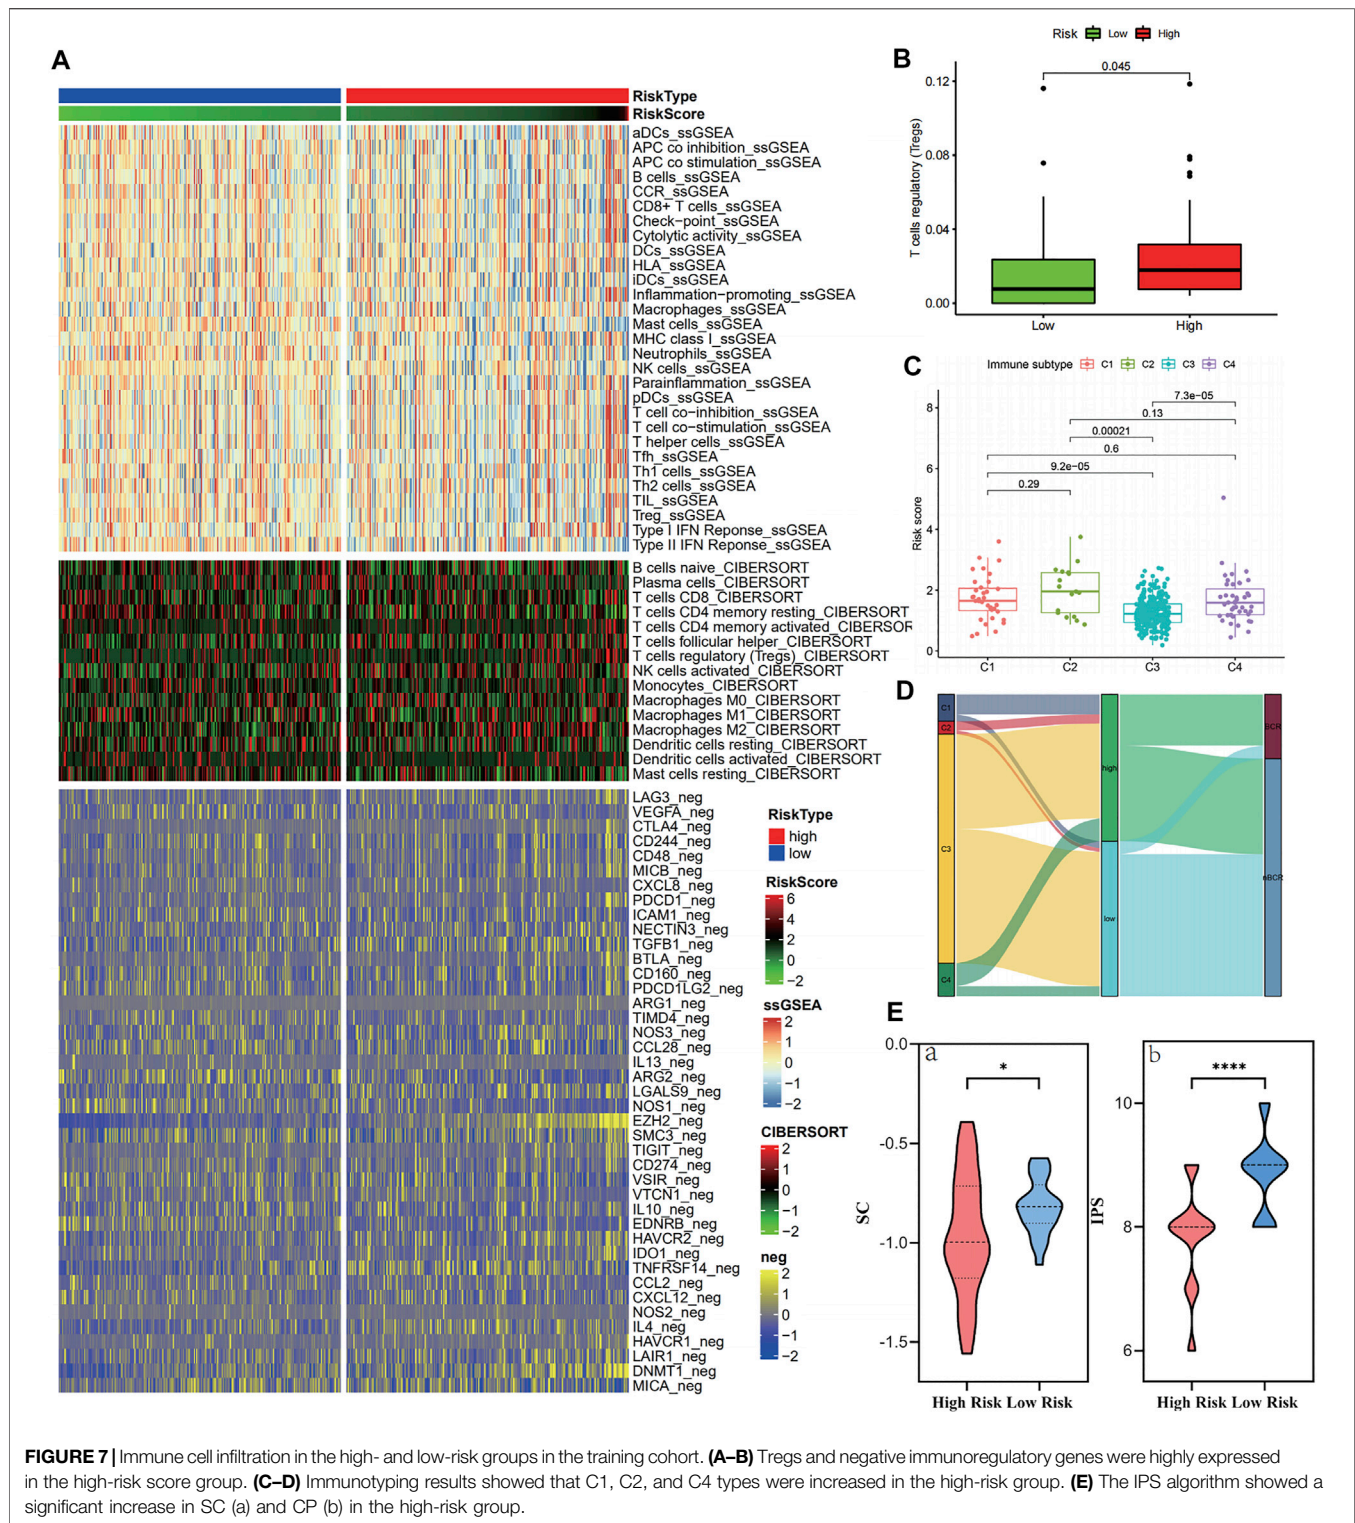 A
RiskType
RiskScore
aDCs_ssGSEA
APC co inhibition_ssGSEA
APC co stimulation_ssGSEA
B cells_ssGSEA
CCR_ssGSEA
CD8+ T cells_ssGSEA
Check-point_ssGSEA
Cytolytic activity_ssGSEA
DCs_ssGSEA
HLA_ssGSEA
iDCs_ssGSEA
Inflammation-promoting_ssGSEA
Macrophages_ssGSEA
Mast cells_ssGSEA
MHC class I_ssGSEA
Neutrophils_ssGSEA
NK cells_ssGSEA
Parainflammation_ssGSEA
pDCs_ssGSEA
T cell co-inhibition_ssGSEA
T cell co-stimulation_ssGSEA
T helper cells_ssGSEA
Tfh_ssGSEA
Th1 cells_ssGSEA
Th2 cells_ssGSEA
TIL_ssGSEA
Treg_ssGSEA
Type I IFN Reponse_ssGSEA
Type II IFN Reponse_ssGSEA
B cells naive_CIBERSORT
Plasma cells_CIBERSORT
T cells CD8_CIBERSORT
T cells CD4 memory resting_CIBERSORT
T cells CD4 memory activated_CIBERSOR
T cells follicular helper_CIBERSORT
T cells regulatory (Tregs)_CIBERSORT
NK cells activated_CIBERSORT
Monocytes_CIBERSORT
Macrophages M0_CIBERSORT
Macrophages M1_CIBERSORT
Macrophages M2_CIBERSORT
Dendritic cells resting_CIBERSORT
Dendritic cells activated_CIBERSORT
Mast cells resting_CIBERSORT
LAG3_neg
VEGFA_neg
CTLA4_neg
CD244_neg
CD48_neg
MICB_neg
CXCL8_neg
PDCD1_neg
ICAM1_neg
NECTIN3_neg
TGFB1_neg
BTLA_neg
CD160_neg
PDCD1LG2_neg
ARG1_neg
TIMD4_neg
NOS3_neg
CCL28_neg
IL13_neg
ARG2_neg
LGALS9_neg
NOS1_neg
EZH2_neg
SMC3_neg
TIGIT_neg
CD274_neg
VSIR_neg
VTCN1_neg
IL10_neg
EDNRB_neg
HAVCR2_neg
IDO1_neg
TNFRSF14_neg
CCL2_neg
CXCL12_neg
NOS2_neg
IL4_neg
HAVCR1_neg
LAIR1_neg
DNMT1_neg
MICA_neg
RiskType
high
low
RiskScore
6
4
2
0
−2
ssGSEA
2
1
0
−1
−2
CIBERSORT
2
1
0
−1
−2
neg
2
1
0
−1
−2
B
Risk Low High
0.045
T cells regulatory (Tregs)
0.12
0.08
0.04
0.00
Low High
C
Immune subtype C1 C2 C3 C4
7.3e−05
0.13
0.00021
0.6
9.2e−05
0.29
Risk score
8
6
4
2
0
C1 C2 C3 C4
D
C1
C2
C3
C4
high
low
BCR
nBCR
E
a
*
SC
0.0
-0.5
-1.0
-1.5
High Risk Low Risk
b
****
IPS
10
8
6
High Risk Low Risk
FIGURE 7 | Immune cell infiltration in the high- and low-risk groups in the training cohort. (A–B) Tregs and negative immunoregulatory genes were highly expressed
in the high-risk score group. (C–D) Immunotyping results showed that C1, C2, and C4 types were increased in the high-risk group. (E) The IPS algorithm showed a
significant increase in SC (a) and CP (b) in the high-risk group.